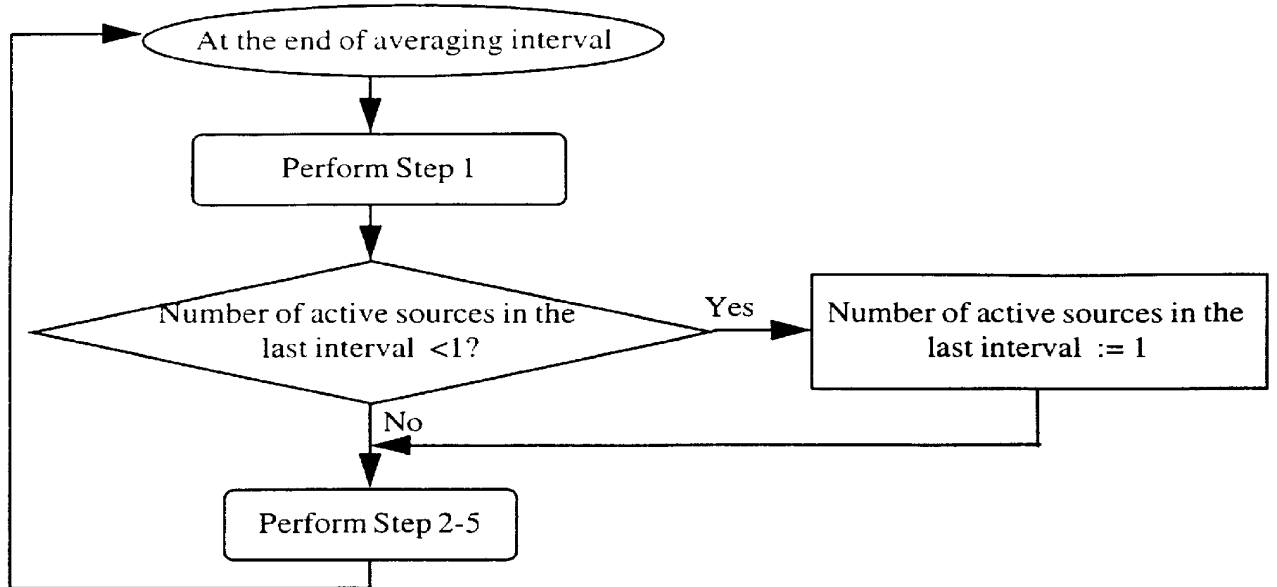 At the end of averaging interval
Perform Step 1
Number of active sources in the
last interval <1?
Yes
Number of active sources in the
last interval := 1
No
Perform Step 2-5